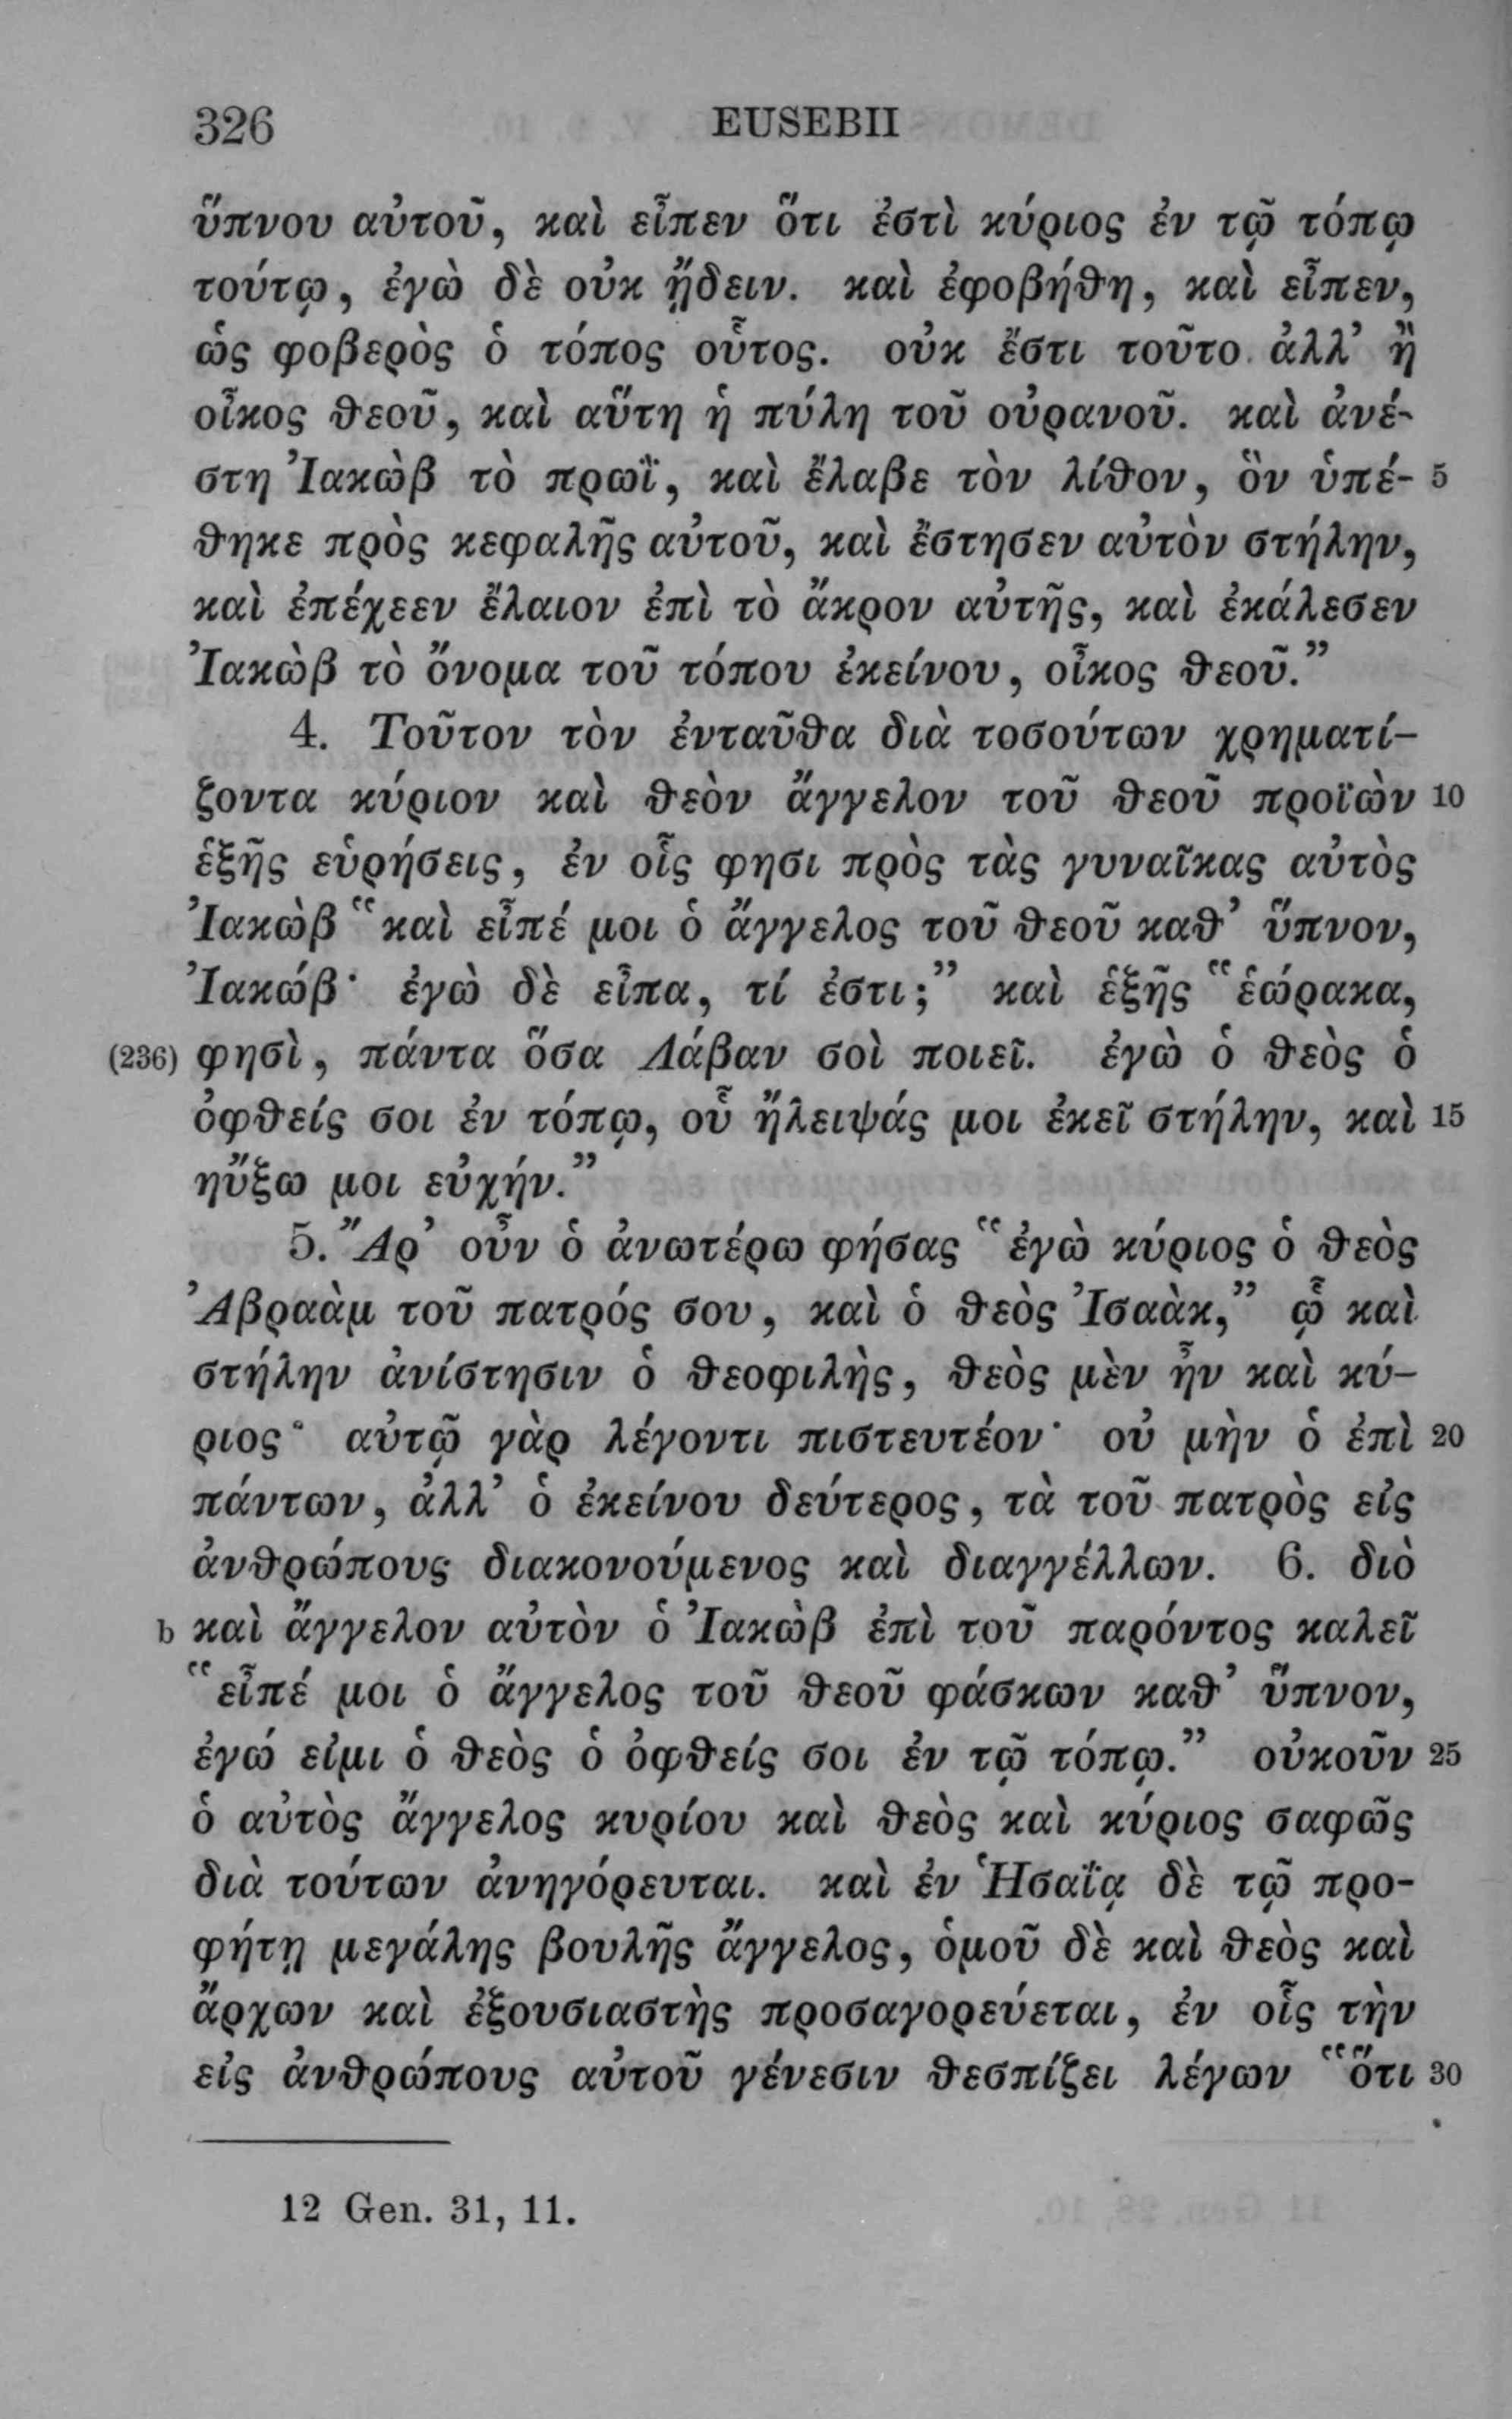 326 EUSEBII
ὕπνου αὐτοῦ, καὶ εἶπεν ὅτι ἐστὶ κύριος ἐν τῷ τόπῳ
τούτῳ, ἐγὼ δὲ οὐκ ᾔδειν. καὶ ἐφοβήθη, καὶ εἶπεν,
ὡς φοβερὸς ὁ τόπος οὗτος. οὐκ ἔστι τοῦτο ἀλλ’ ἢ
οἶκος θεοῦ, καὶ αὕτη ἡ πύλη τοῦ οὐρανοῦ. καὶ ἀνέ-
στη Ἰακὼβ τὸ πρωῒ, καὶ ἔλαβε τὸν λίθον, ὃν ὑπέ- 5
θηκε πρὸς κεφαλῆς αὐτοῦ, καὶ ἔστησεν αὐτὸν στήλην,
καὶ ἐπέχεεν ἔλαιον ἐπὶ τὸ ἄκρον αὐτῆς, καὶ ἐκάλεσεν
Ἰακὼβ τὸ ὄνομα τοῦ τόπου ἐκείνου, οἶκος θεοῦ.”
4. Τοῦτον τὸν ἐνταῦθα διὰ τοσούτων χρηματί-
ζοντα κύριον καὶ θεὸν ἄγγελον τοῦ θεοῦ προϊὼν 10
ἑξῆς εὑρήσεις, ἐν οἷς φησι πρὸς τὰς γυναῖκας αὐτὸς
Ἰακὼβ “καὶ εἶπέ μοι ὁ ἄγγελος τοῦ θεοῦ καθ’ ὕπνον,
Ἰακώβ· ἐγὼ δὲ εἶπα, τί ἐστι;” καὶ ἑξῆς “ἑώρακα,
(236) φησὶ, πάντα ὅσα Λάβαν σοὶ ποιεῖ. ἐγὼ ὁ θεὸς ὁ
ὀφθείς σοι ἐν τόπῳ, οὗ ἤλειψάς μοι ἐκεῖ στήλην, καὶ 15
ηὔξω μοι εὐχήν.”
5. Ἂρ’ οὖν ὁ ἀνωτέρω φήσας “ἐγὼ κύριος ὁ θεὸς
Ἀβραὰμ τοῦ πατρός σου, καὶ ὁ θεὸς Ἰσαὰκ,” ᾧ καὶ
στήλην ἀνίστησιν ὁ θεοφιλὴς, θεὸς μὲν ἦν καὶ κύ-
ριος· αὐτῷ γὰρ λέγοντι πιστευτέον· οὐ μὴν ὁ ἐπὶ 20
πάντων, ἀλλ’ ὁ ἐκείνου δεύτερος, τὰ τοῦ πατρὸς εἰς
ἀνθρώπους διακονούμενος καὶ διαγγέλλων. 6. διὸ
b καὶ ἄγγελον αὐτὸν ὁ Ἰακὼβ ἐπὶ τοῦ παρόντος καλεῖ
“εἶπέ μοι ὁ ἄγγελος τοῦ θεοῦ φάσκων καθ’ ὕπνον,
ἐγώ εἰμι ὁ θεὸς ὁ ὀφθείς σοι ἐν τῷ τόπῳ.” οὐκοῦν 25
ὁ αὐτὸς ἄγγελος κυρίου καὶ θεὸς καὶ κύριος σαφῶς
διὰ τούτων ἀνηγόρευται. καὶ ἐν Ἡσαΐᾳ δὲ τῷ προ-
φήτῃ μεγάλης βουλῆς ἄγγελος, ὁμοῦ δὲ καὶ θεὸς καὶ
ἄρχων καὶ ἐξουσιαστὴς προσαγορεύεται, ἐν οἷς τὴν
εἰς ἀνθρώπους αὐτοῦ γένεσιν θεσπίζει λέγων “ὅτι 30
12 Gen. 31, 11.